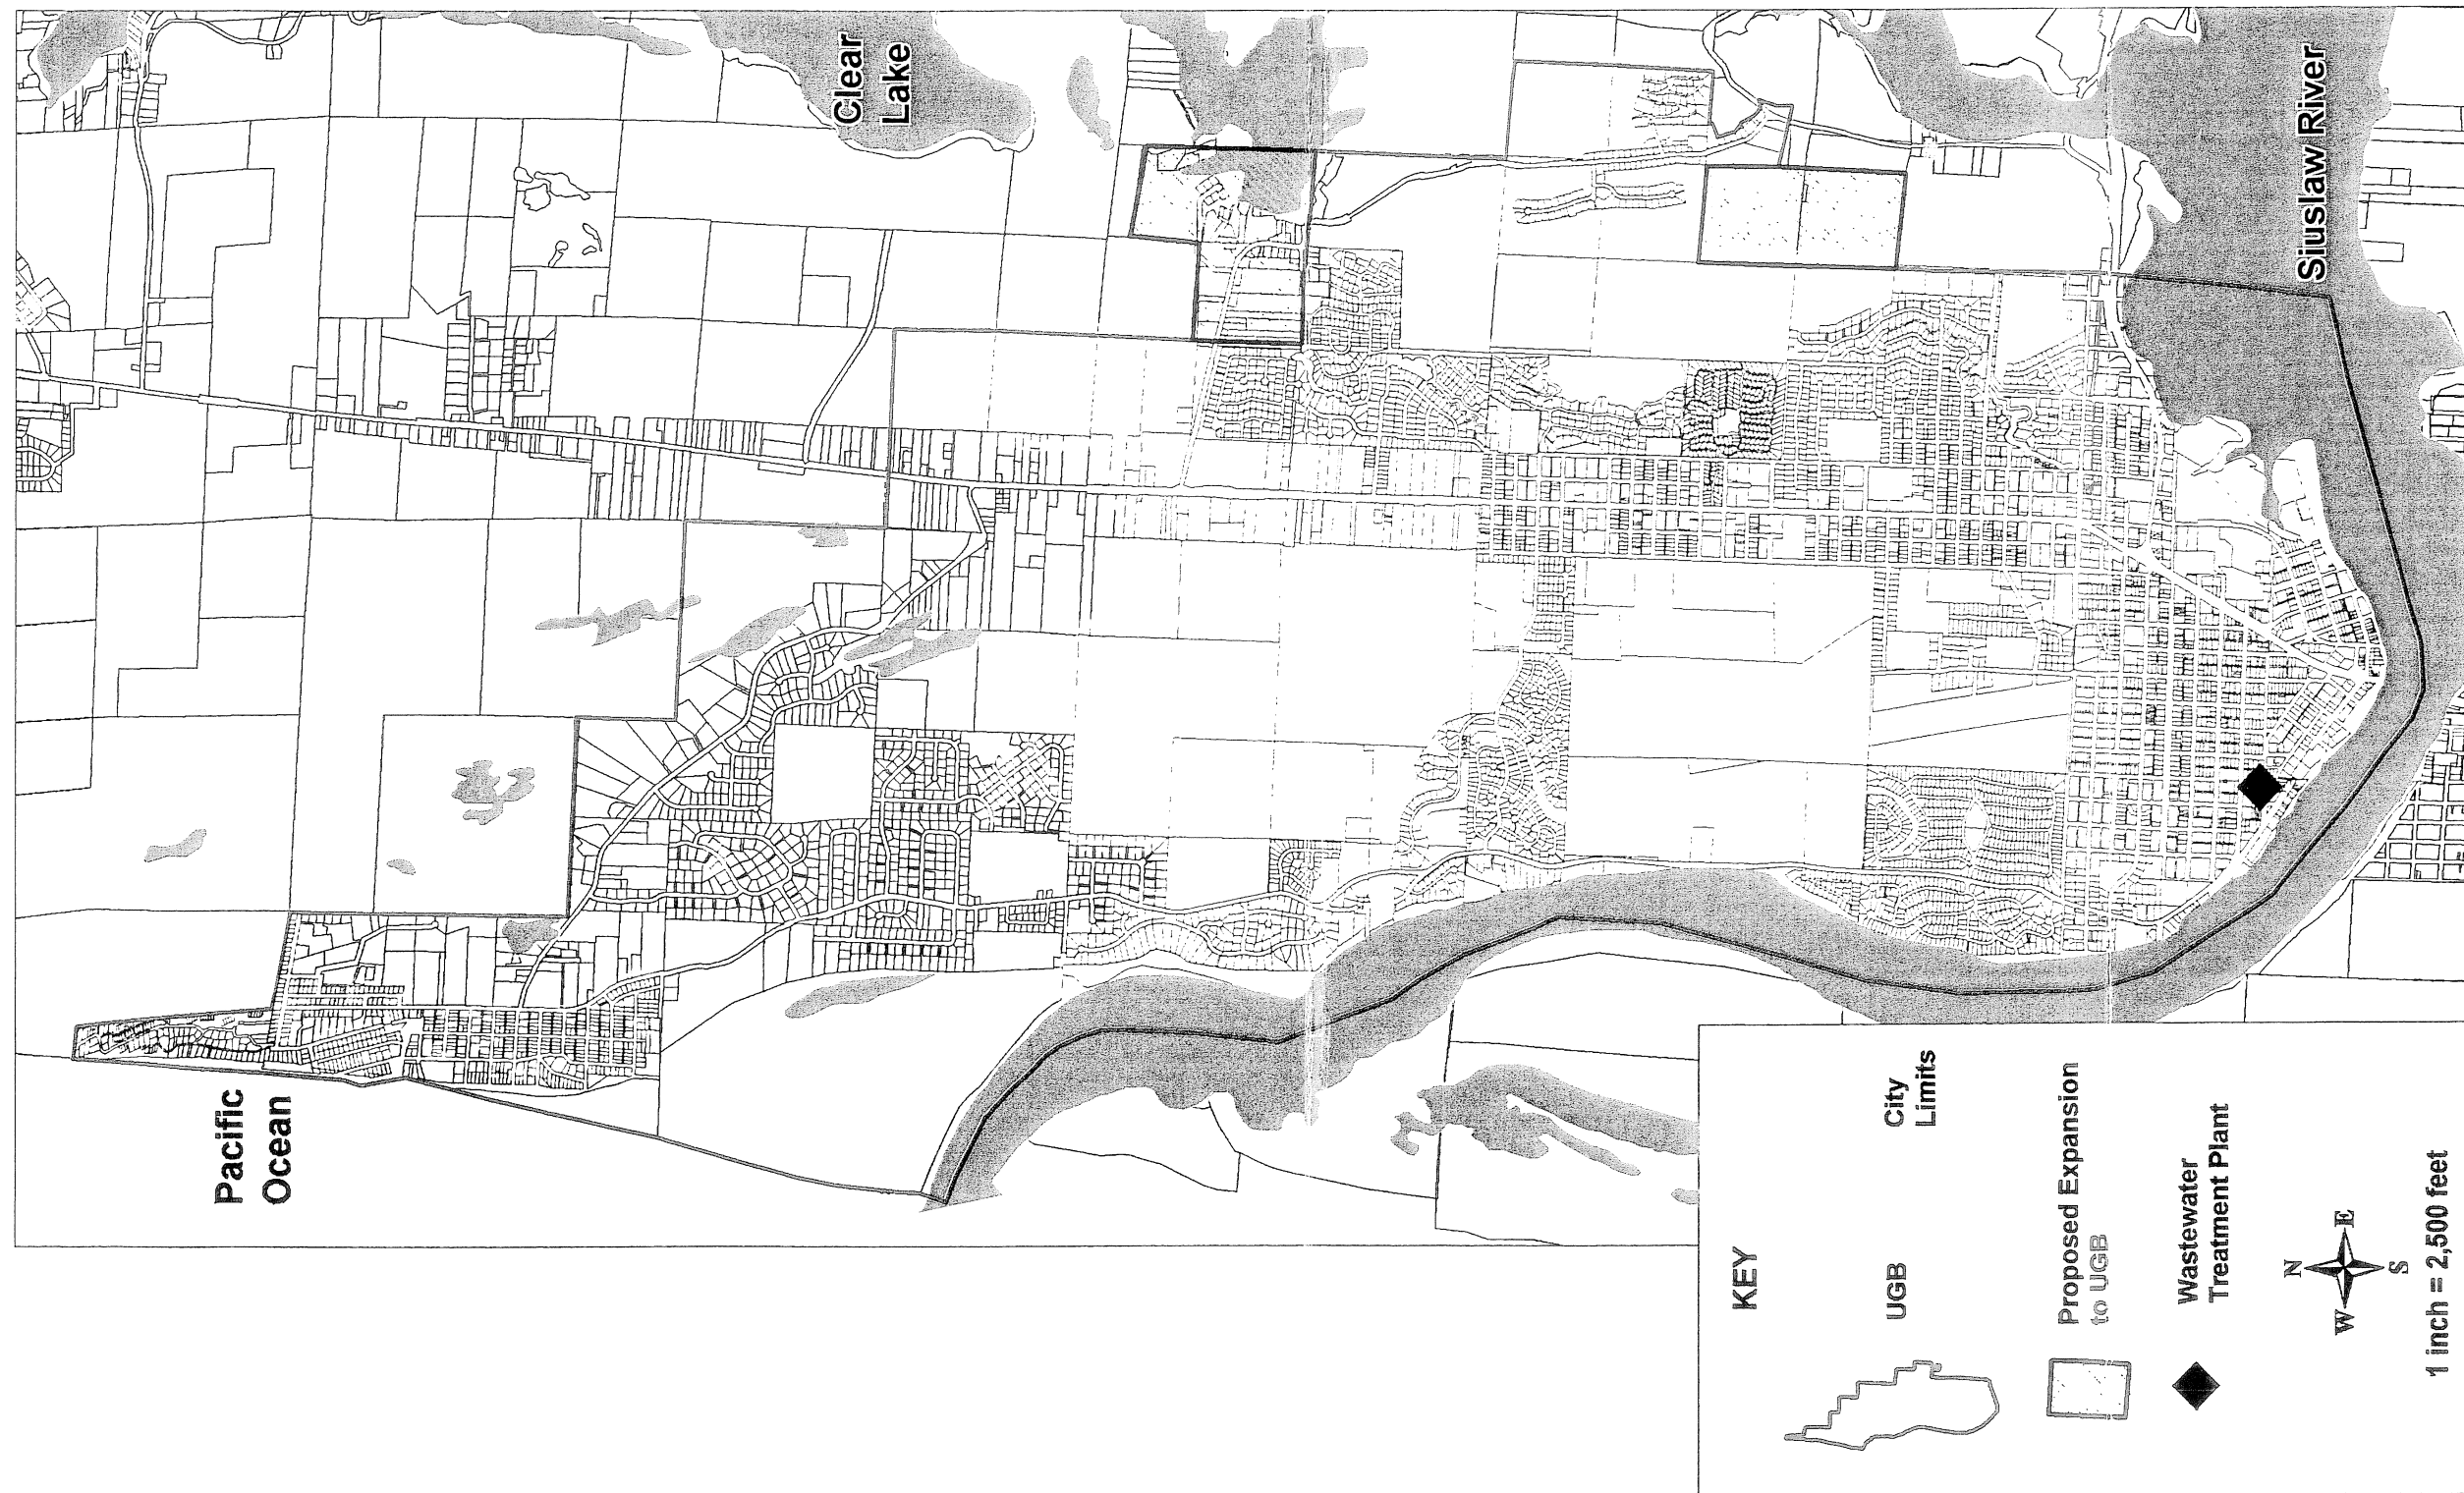 Clear
Lake
Siuslaw River
Pacific
Ocean
KEY
UGB
City
Limits
Proposed Expansion
to UGB
Wastewater
Treatment Plant
N
W
E
S
1 inch = 2,500 feet